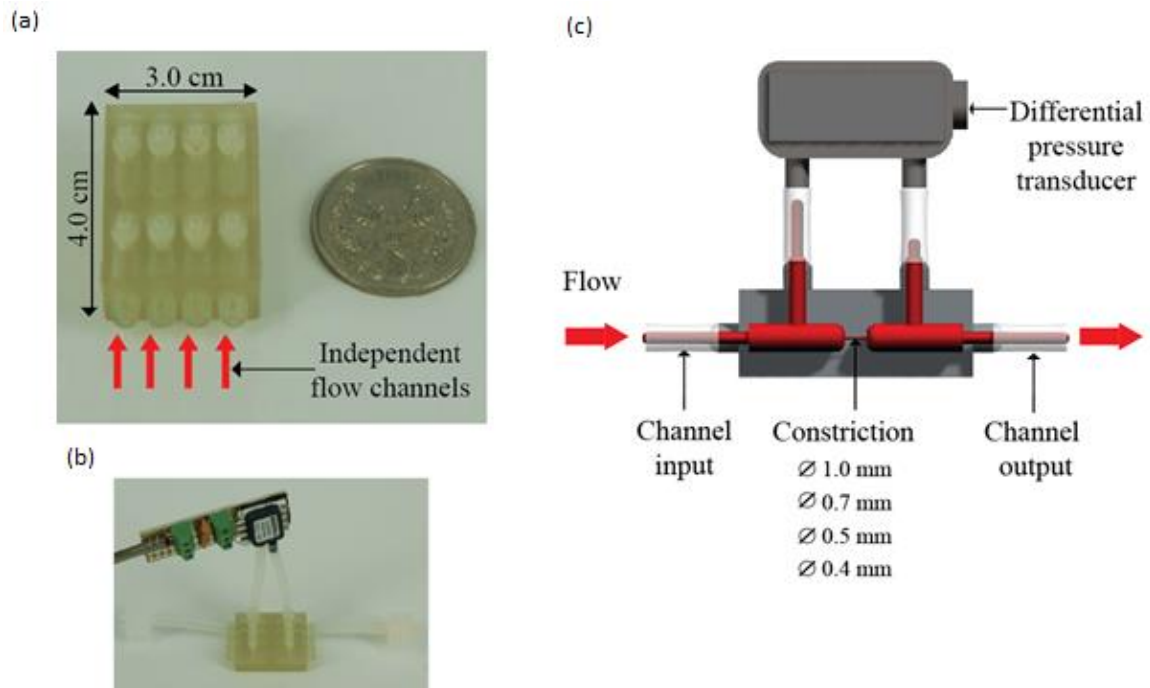 (a)
3.0 cm
4.0 cm
Independent
flow channels
(b)
(c)
Differential
pressure
transducer
Flow
Channel
input
Constriction
∅ 1.0 mm
∅ 0.7 mm
∅ 0.5 mm
∅ 0.4 mm
Channel
output